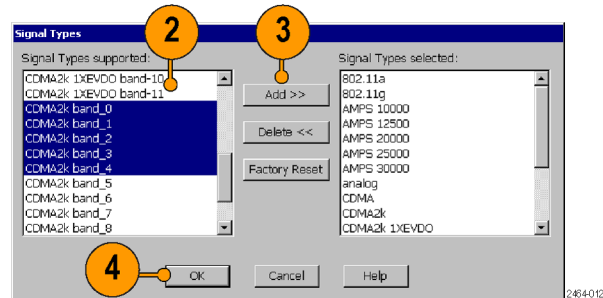 Signal Types
2
3
Signal Types supported:
Signal Types selected:
CDMA2k 1XEVDO band-10
CDMA2k 1XEVDO band-11
CDMA2k band_0
CDMA2k band_1
CDMA2k band_2
CDMA2k band_3
CDMA2k band_4
CDMA2k band_5
CDMA2k band_6
CDMA2k band_7
CDMA2k band_8
Add >>
Delete <<
Factory Reset
802.11a
802.11g
AMPS 10000
AMPS 12500
AMPS 20000
AMPS 25000
AMPS 30000
analog
CDMA
CDMA2k
CDMA2k 1XEVDO
4
OK
Cancel
Help
2464-012